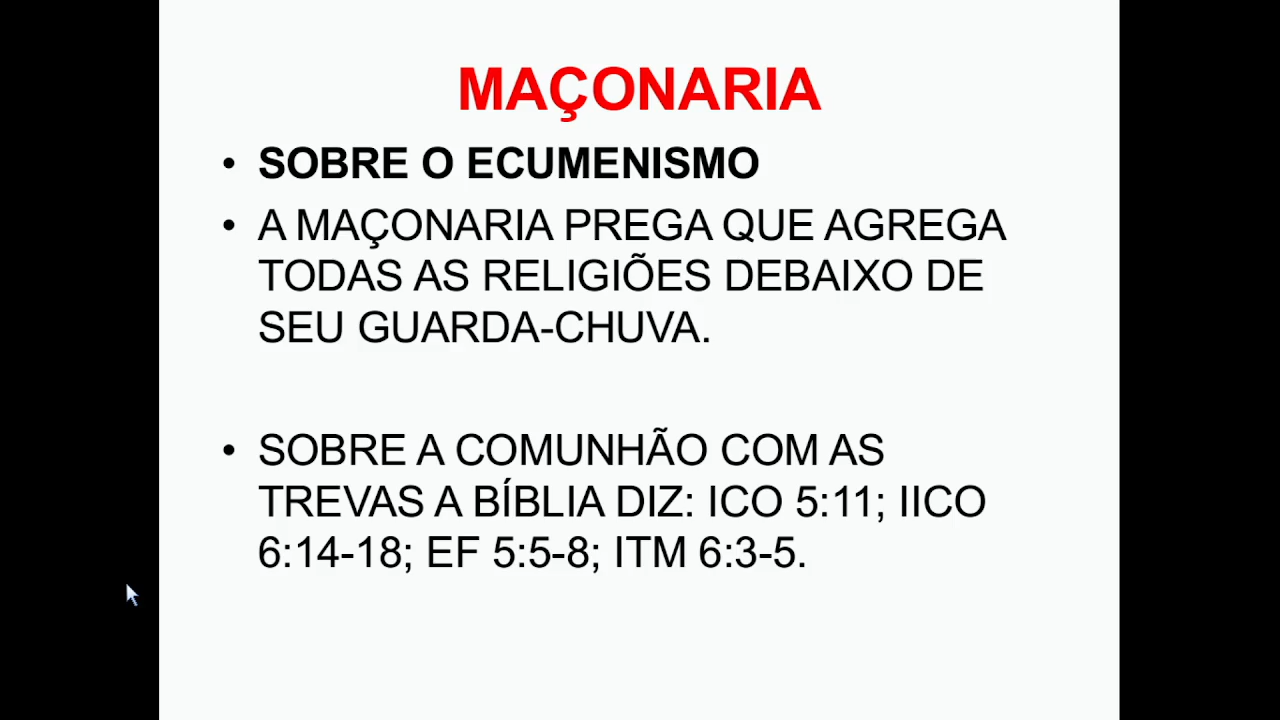 MAÇONARIA
• SOBRE O ECUMENISMO
• A MAÇONARIA PREGA QUE AGREGA
TODAS AS RELIGIÕES DEBAIXO DE
SEU GUARDA-CHUVA.
• SOBRE A COMUNHÃO COM AS
TREVAS A BÍBLIA DIZ: ICO 5:11; IICO
6:14-18; EF 5:5-8; ITM 6:3-5.